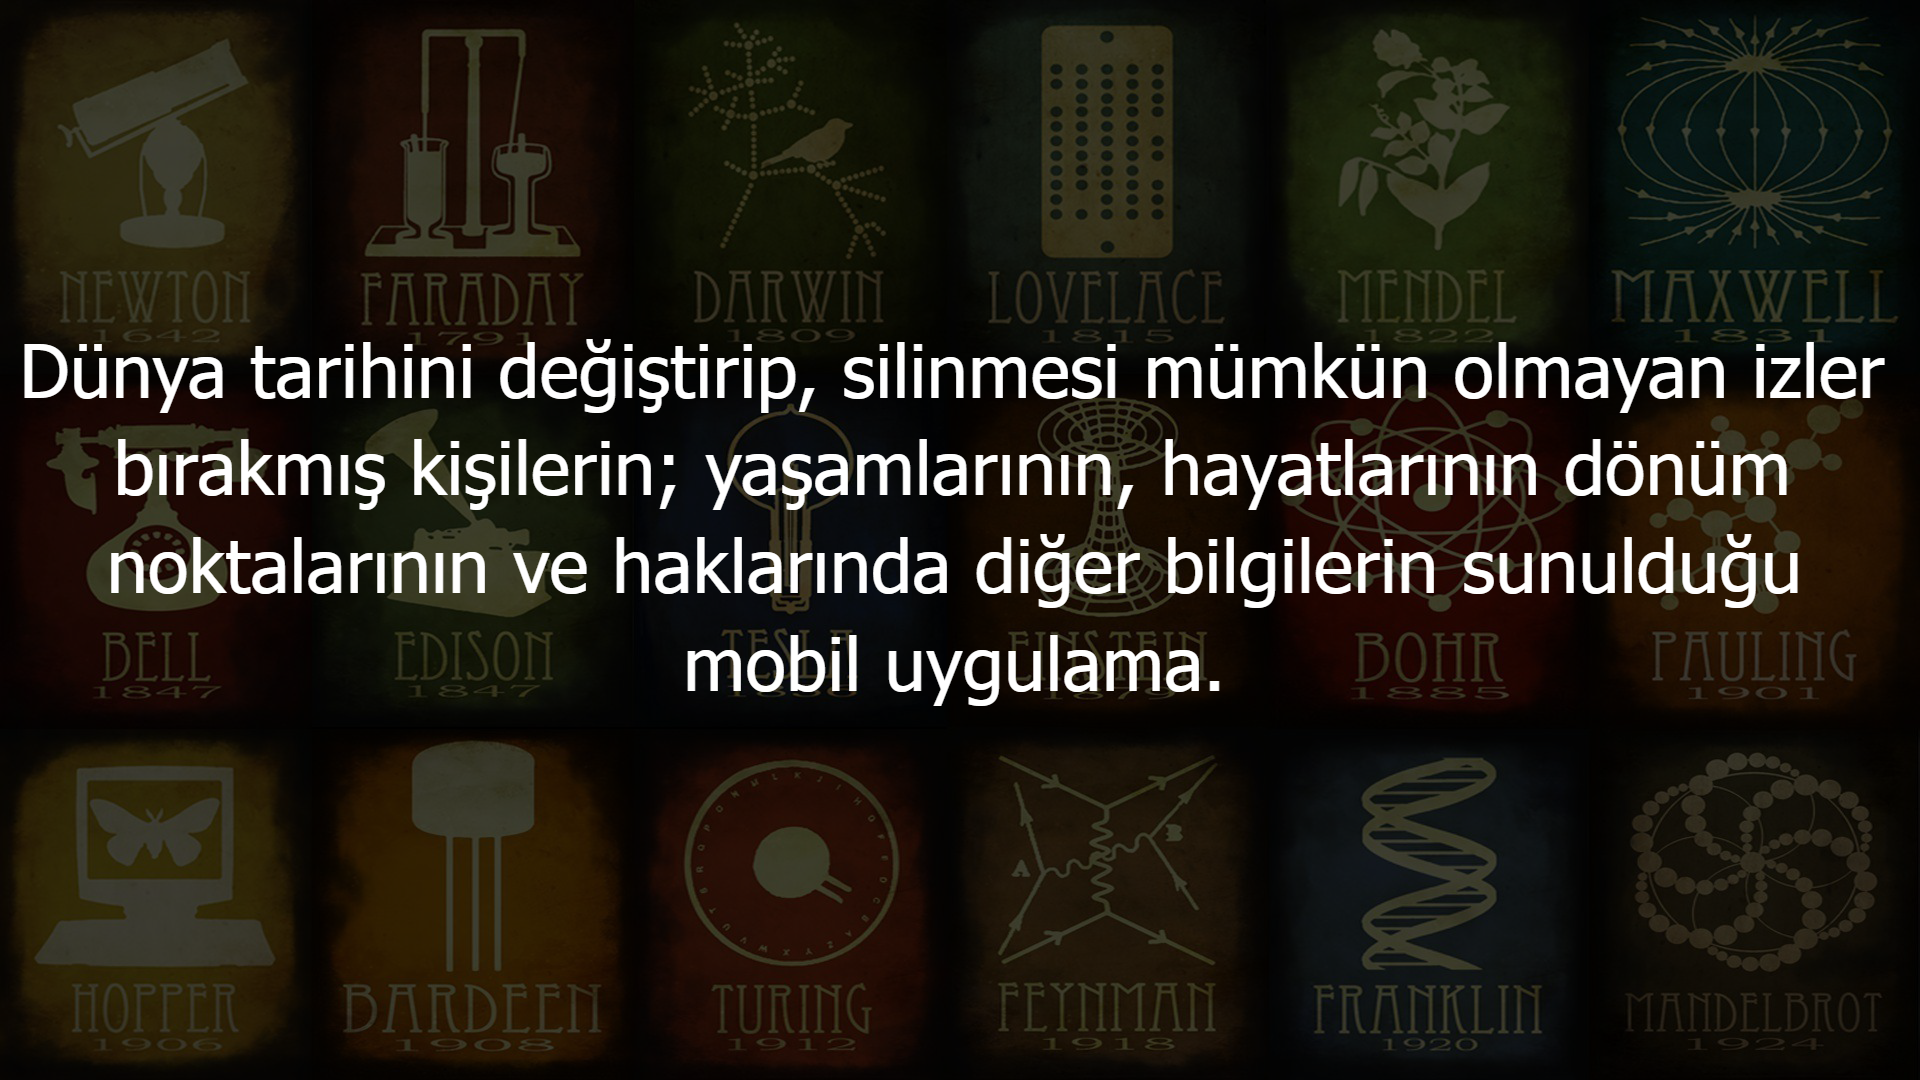 NEWTON FARADAY DARWIN LOVELACE MENDEL MAXWELL
1642 1791 1809 1815 1822 1831
Dünya tarihini değiştirip, silinmesi mümkün olmayan izler
bırakmış kişilerin; yaşamlarının, hayatlarının dönüm
noktalarının ve haklarında diğer bilgilerin sunulduğu
mobil uygulama.
BELL EDISON TESLA EINSTEIN BOHR PAULING
1847 1847 1879 1885 1901
A B
HOPPER BARDEEN TURING FEYNMAN FRANKLIN MANDELBROT
1906 1908 1912 1918 1920 1924